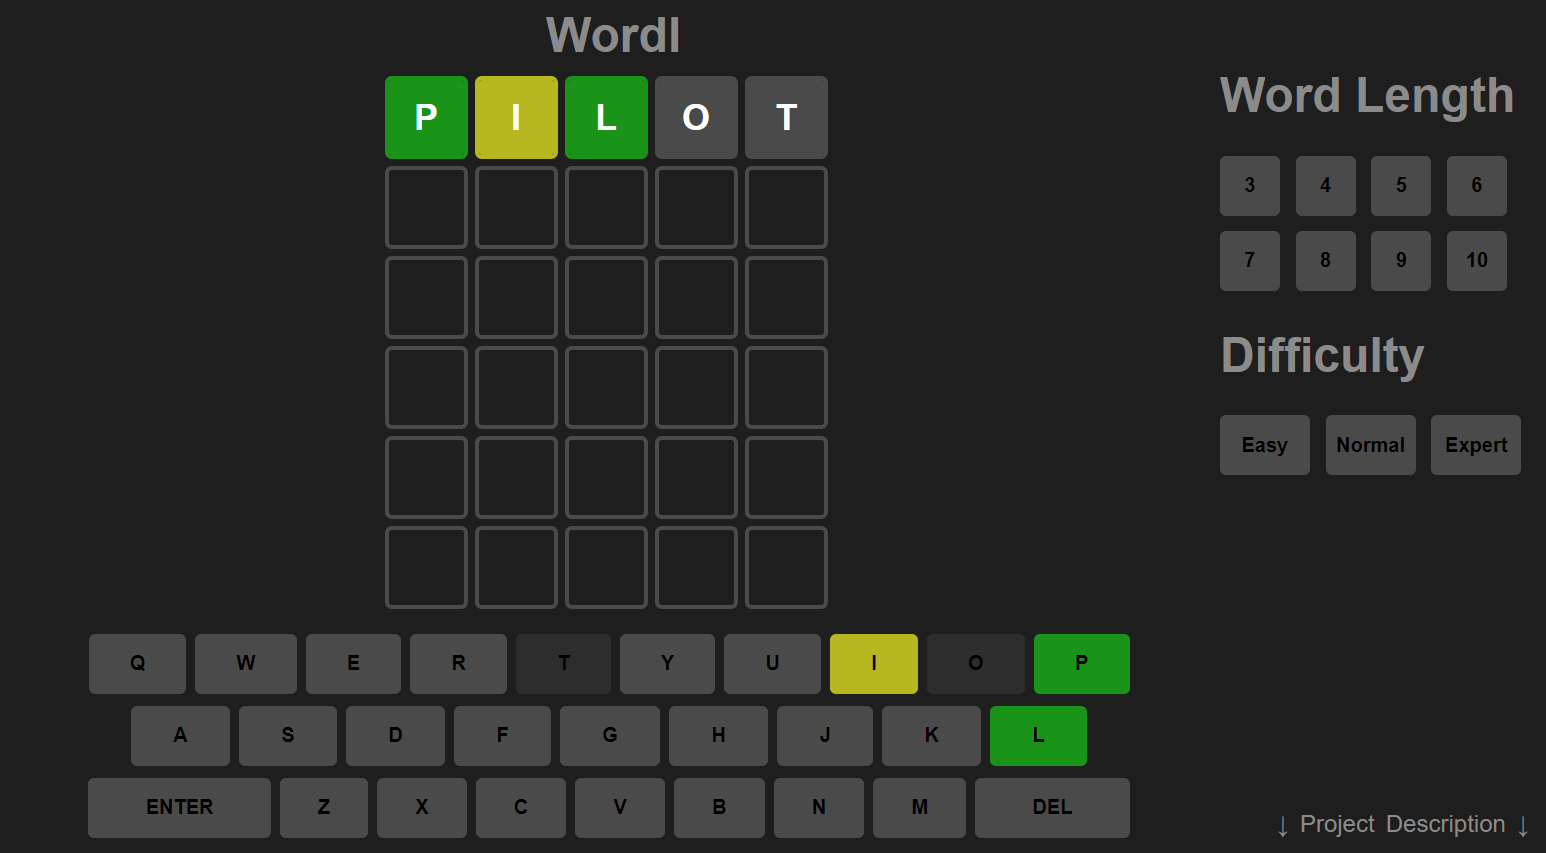 Wordl
P I L O T
Q W E R T Y U I O P
A S D F G H J K L
ENTER Z X C V B N M DEL
Word Length
3 4 5 6
7 8 9 10
Difficulty
Easy Normal Expert
↓ Project Description ↓